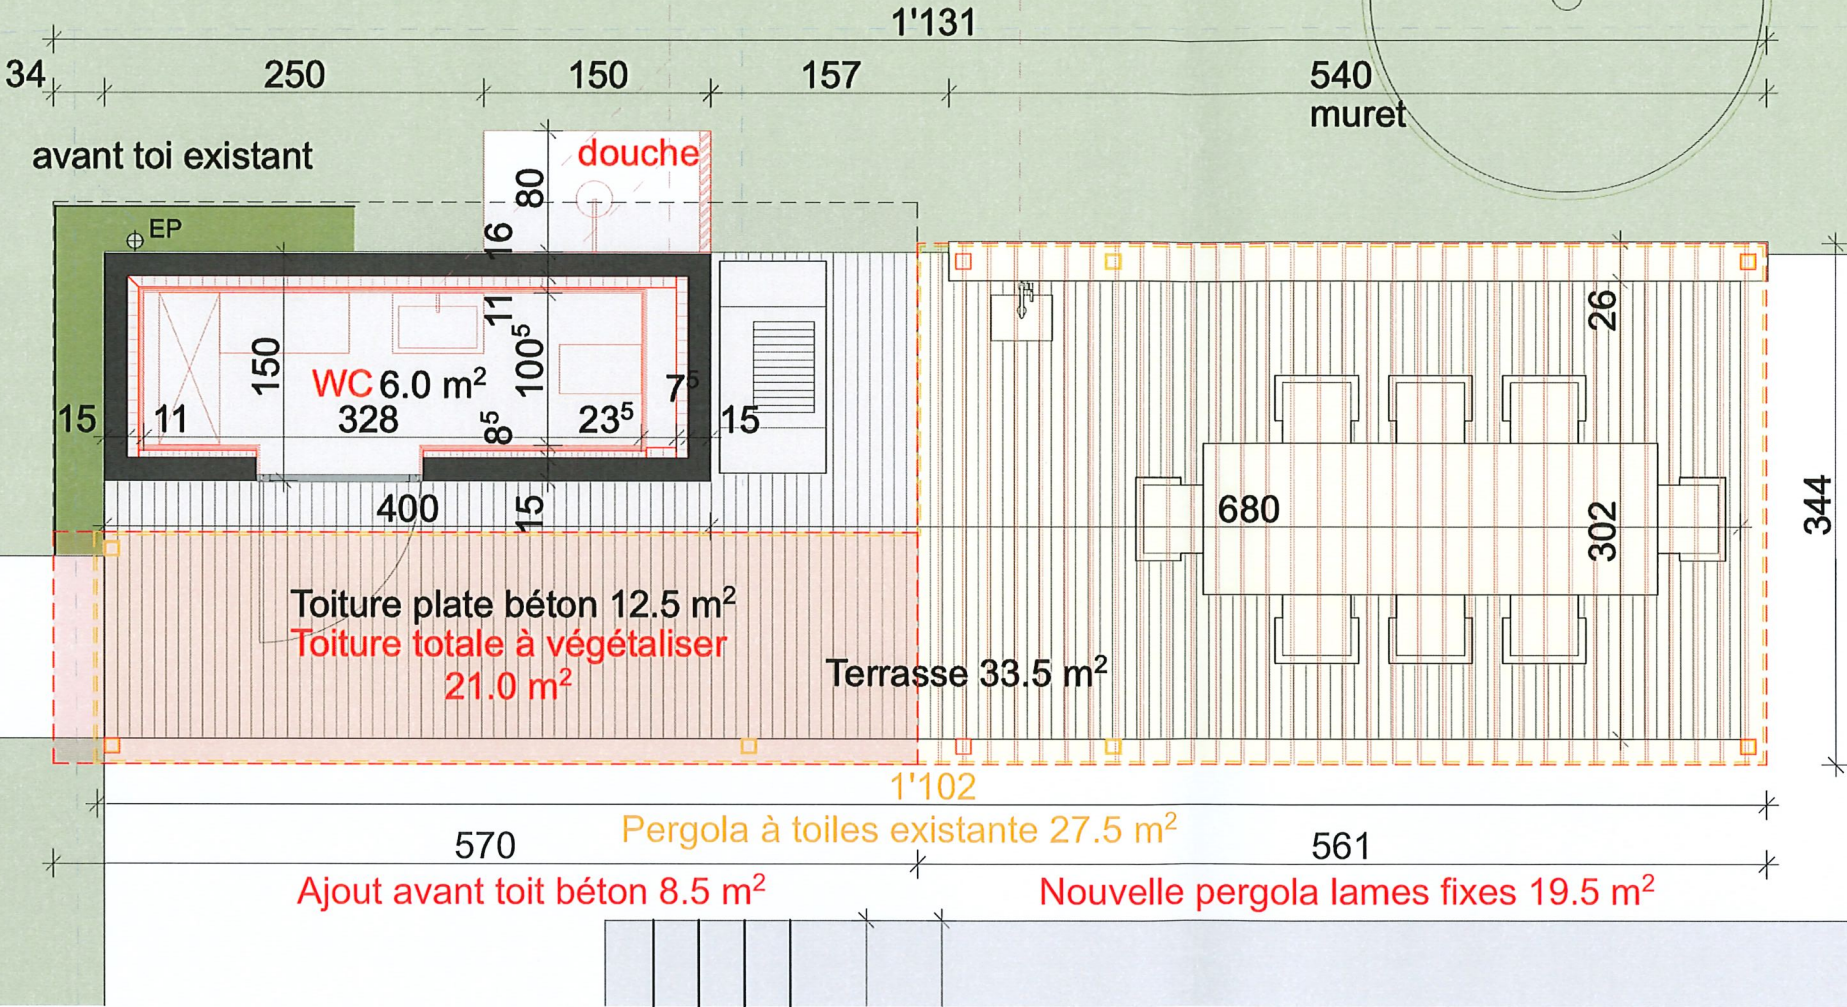 1'131
34 250 150 157 540
muret
avant toi existant
douche
80
EP
16
11
26
150
100⁵
WC 6.0 m²
7⁵
15 11 328 8⁵ 23⁵ 15
400
15
680
302
344
Toiture plate béton 12.5 m²
Toiture totale à végétaliser
21.0 m²
Terrasse 33.5 m²
1'102
Pergola à toiles existante 27.5 m²
570 561
Ajout avant toit béton 8.5 m²
Nouvelle pergola lames fixes 19.5 m²